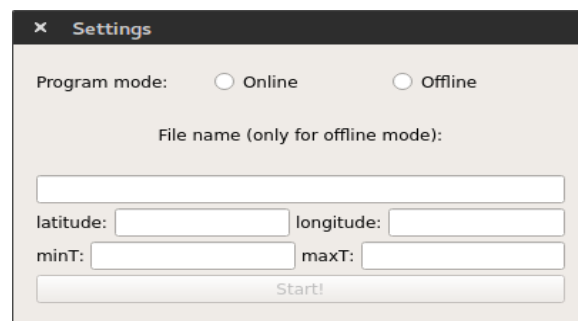 Settings
Program mode: Online Offline
File name (only for offline mode):
latitude: longitude:
minT: maxT:
Start!